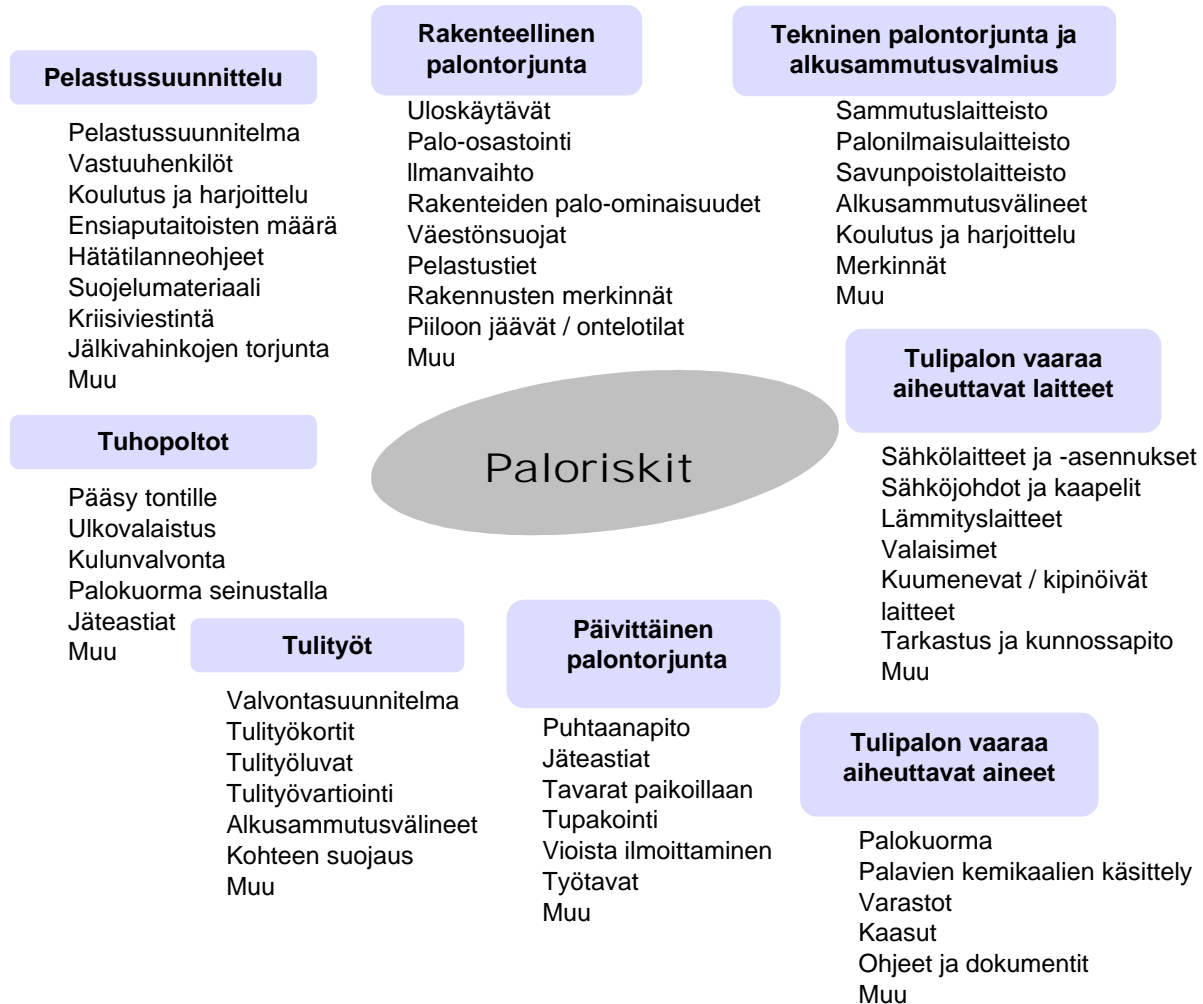 Pelastussuunnittelu
Pelastussuunnitelma
Vastuuhenkilöt
Koulutus ja harjoittelu
Ensiaputaitoisten määrä
Hätätilanneohjeet
Suojelumateriaali
Kriisiviestintä
Jälkivahinkojen torjunta
Muu
Rakenteellinen
palontorjunta
Uloskäytävät
Palo-osastointi
Ilmanvaihto
Rakenteiden palo-ominaisuudet
Väestönsuojat
Pelastustiet
Rakennusten merkinnät
Piiloon jäävät / ontelotilat
Muu
Tekninen palontorjunta ja
alkusammutusvalmius
Sammutuslaitteisto
Palonilmaisulaitteisto
Savunpoistolaitteisto
Alkusammutusvälineet
Koulutus ja harjoittelu
Merkinnät
Muu
Paloriskit
Tulipalon vaaraa
aiheuttavat laitteet
Sähkölaitteet ja -asennukset
Sähköjohdot ja kaapelit
Lämmityslaitteet
Valaisimet
Kuumenevat / kipinöivät
laitteet
Tarkastus ja kunnossapito
Muu
Tuhopoltot
Pääsy tontille
Ulkovalaistus
Kulunvalvonta
Palokuorma seinustalla
Jäteastiat
Muu
Tulityöt
Valvontasuunnitelma
Tulityökortit
Tulityöluvat
Tulityövartiointi
Alkusammutusvälineet
Kohteen suojaus
Muu
Päivittäinen
palontorjunta
Puhtaanapito
Jäteastiat
Tavarat paikoillaan
Tupakointi
Vioista ilmoittaminen
Työtavat
Muu
Tulipalon vaaraa
aiheuttavat aineet
Palokuorma
Palavien kemikaalien käsittely
Varastot
Kaasut
Ohjeet ja dokumentit
Muu